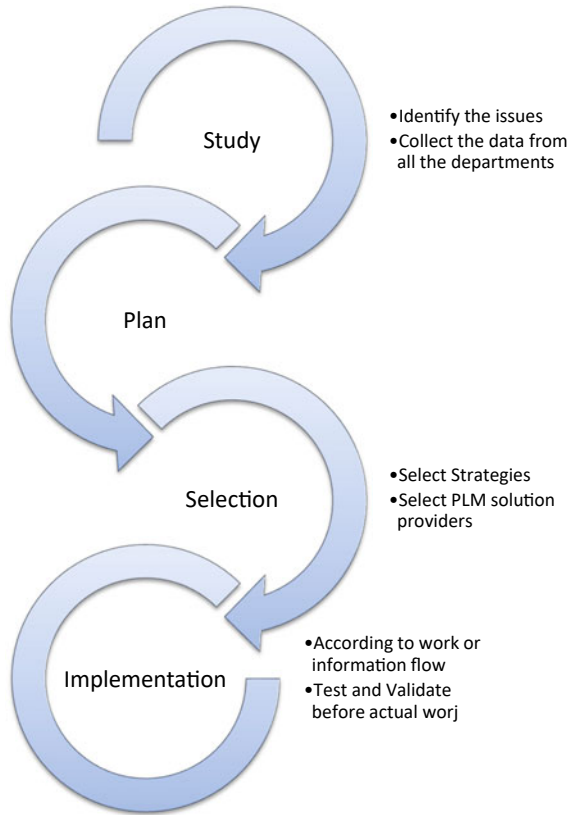 Study
•Identify the issues
•Collect the data from
all the departments
Plan
Selection
•Select Strategies
•Select PLM solution
providers
Implementation
•According to work or
information flow
•Test and Validate
before actual worj